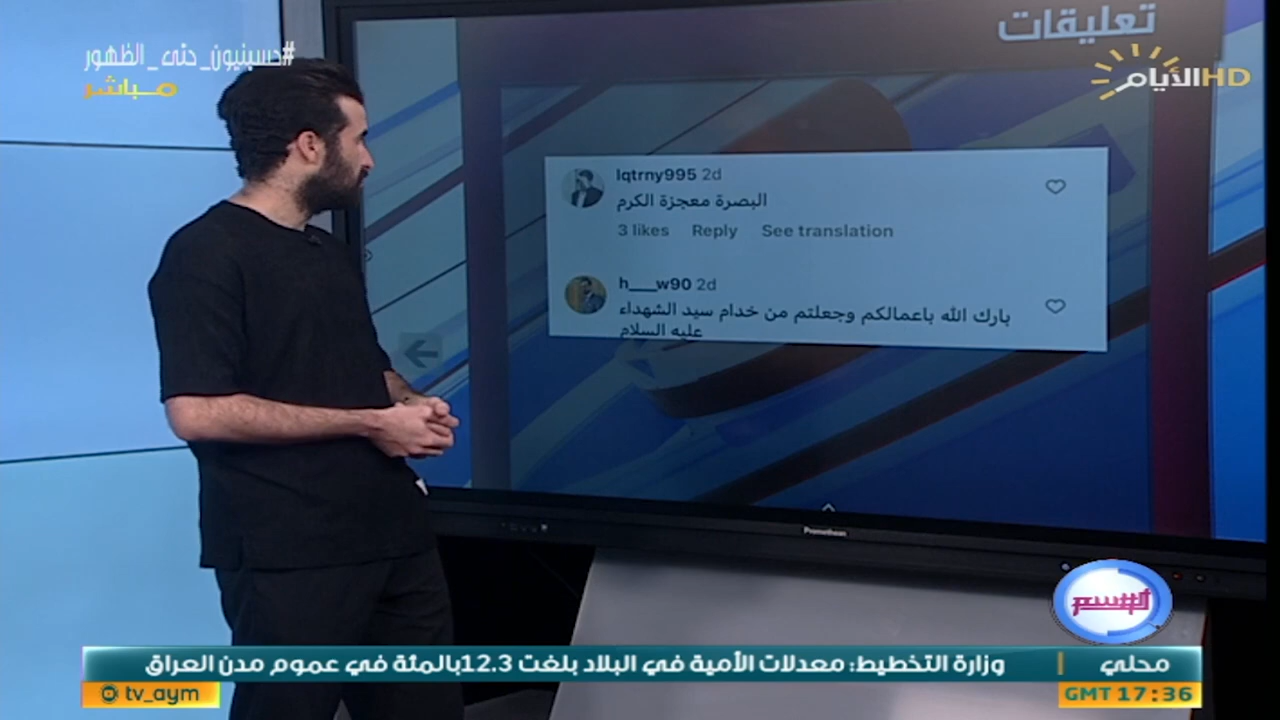 تعليقات
#حسينيون_حتى_الظهور
مباشر
الأيام HD
lqtrny995 2d
البصرة معجزة الكرم
3 likes Reply See translation
h___w90 2d
بارك الله باعمالكم وجعلتم من خدام سيد الشهداء
عليه السلام
Promethean
محلي | وزارة التخطيط: معدلات الأمية في البلاد بلغت 12.3بالمئة في عموم مدن العراق
GMT 17:36
tv_aym